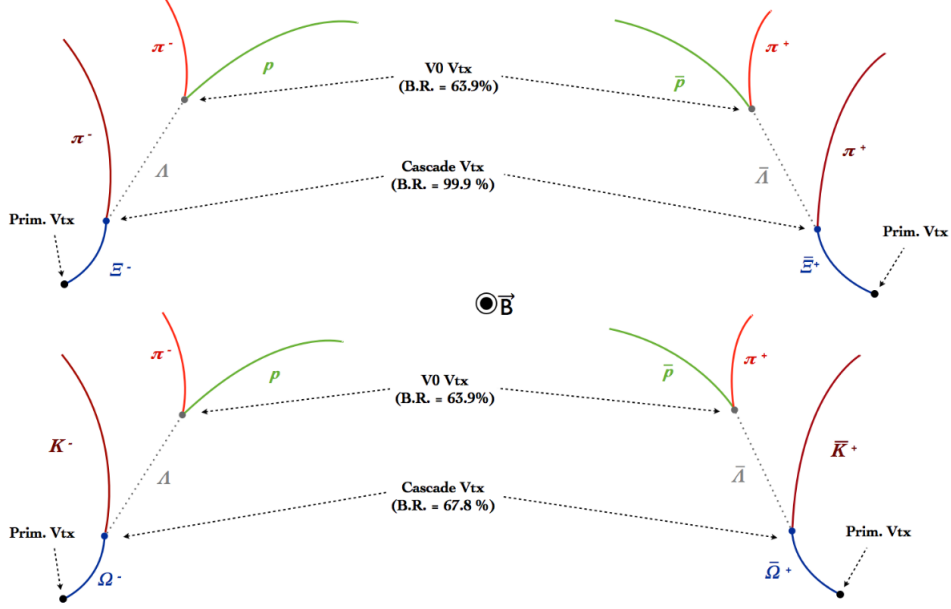 π⁻
p
V0 Vtx
(B.R. = 63.9%)
p̄
π⁺
π⁻
Λ
Cascade Vtx
(B.R. = 99.9 %)
Λ̄
π⁺
Prim. Vtx
Ξ⁻
Ξ̄⁺
Prim. Vtx
B⃗
π⁻
p
V0 Vtx
(B.R. = 63.9%)
p̄
π⁺
K⁻
Λ
Cascade Vtx
(B.R. = 67.8 %)
Λ̄
K̄⁺
Prim. Vtx
Ω⁻
Ω̄⁺
Prim. Vtx